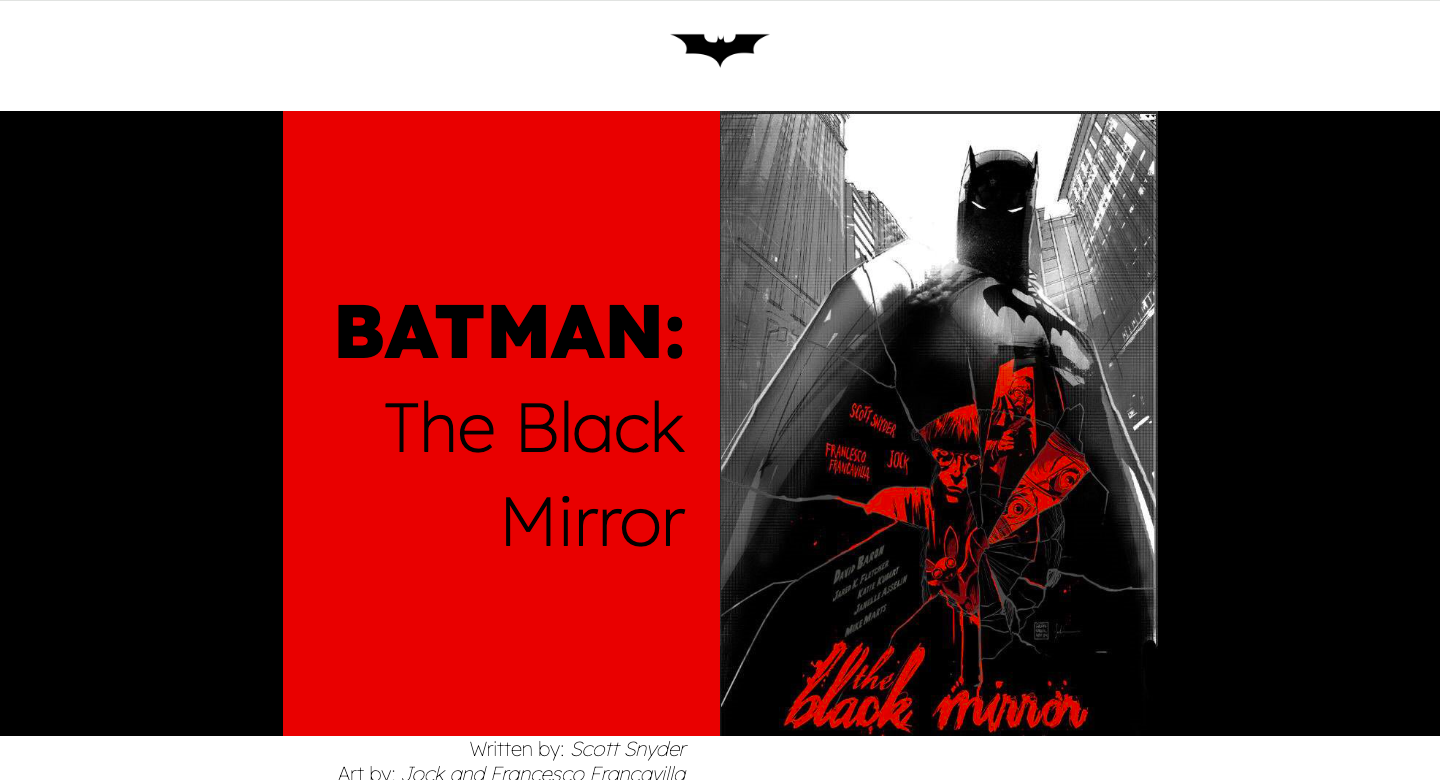 BATMAN:
The Black
Mirror
SCOTT SNYDER
FRANCESCO
FRANCAVILLA
JOCK
DAVID BARON
JARED K. FLETCHER
KATIE KUBERT
JANELLE ASSELIN
MIKE MARTS
the
black mirror
Written by: Scott Snyder
Art by: Jock and Francesco Francavilla